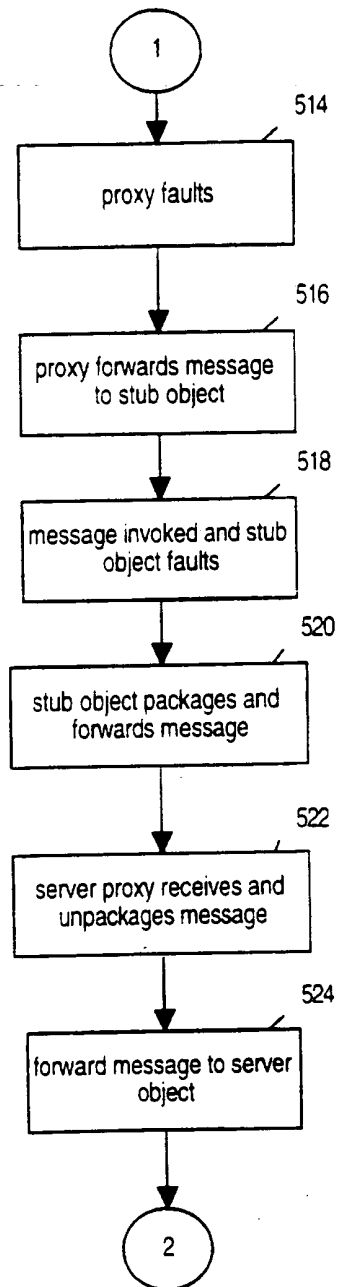 1
514
proxy faults
516
proxy forwards message
to stub object
518
message invoked and stub
object faults
520
stub object packages and
forwards message
522
server proxy receives and
unpackages message
524
forward message to server
object
2